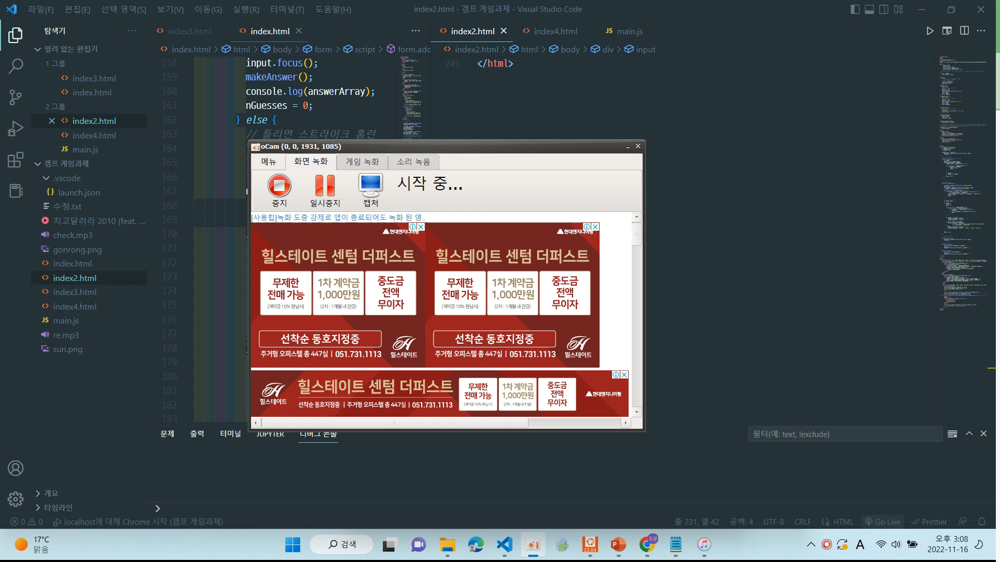 파일(F) 편집(E) 선택 영역(S) 보기(V) 이동(G) 실행(R) 터미널(T) 도움말(H)
index2.html - 겜프 게임과제 - Visual Studio Code
탐색기
열려 있는 편집기
1 그룹
index3.html
index.html
2 그룹
index2.html
index4.html
main.js
겜프 게임과제
.vscode
launch.json
수정.txt
치고달려라 2010 (feat. ...
check.mp3
gonrong.png
index.html
index2.html
index3.html
index4.html
main.js
re.mp3
sun.png
개요
타임라인
index3.html index.html
index.html > html > body > form > script > form.add
158 input.focus();
159 makeAnswer();
160 console.log(answerArray);
161 nGuesses = 0;
162 } else {
163 // 틀리면 스트라이크 홈런
164
165
166
167
168
169
170
171
172
173
174
175
176
177
178
179
180
181
182
183
index2.html index4.html main.js
index2.html > html > body > div > input
245 </html>
oCam (0, 0, 1931, 1085)
메뉴 화면 녹화 게임 녹화 소리 녹음
중지 일시중지 캡처 시작 중...
[사용팁]녹화 도중 강제로 앱이 종료되어도 녹화 된 영..
현대엔지니어링
힐스테이트 센텀 더퍼스트
무제한 전매 가능 (계약금 10% 완납시)
1차 계약금 1,000만원 (2차 : 1개월 내 잔금)
중도금 전액 무이자
선착순 동호지정중
주거형 오피스텔 총 447실 | 051.731.1113
힐스테이트
현대엔지니어링
힐스테이트 센텀 더퍼스트
무제한 전매 가능 (계약금 10% 완납시)
1차 계약금 1,000만원 (2차 : 1개월 내 잔금)
중도금 전액 무이자
선착순 동호지정중
주거형 오피스텔 총 447실 | 051.731.1113
힐스테이트
힐스테이트
힐스테이트 센텀 더퍼스트
선착순 동호지정중 | 주거형 오피스텔 총 447실 | 051.731.1113
무제한 전매 가능 (계약금 10% 완납시)
1차 계약금 1,000만원 (2차 : 1개월 내 잔금)
중도금 전액 무이자
현대엔지니어링
문제 출력 터미널 JUPYTER 디버그 콘솔
필터(예: text, !exclude)
0 0 localhost에 대해 Chrome 시작 (겜프 게임과제)
줄 231, 열 42 공백: 4 UTF-8 CRLF HTML Go Live Prettier
17°C
맑음
검색
22.04
도균
A
오후 3:08
2022-11-16